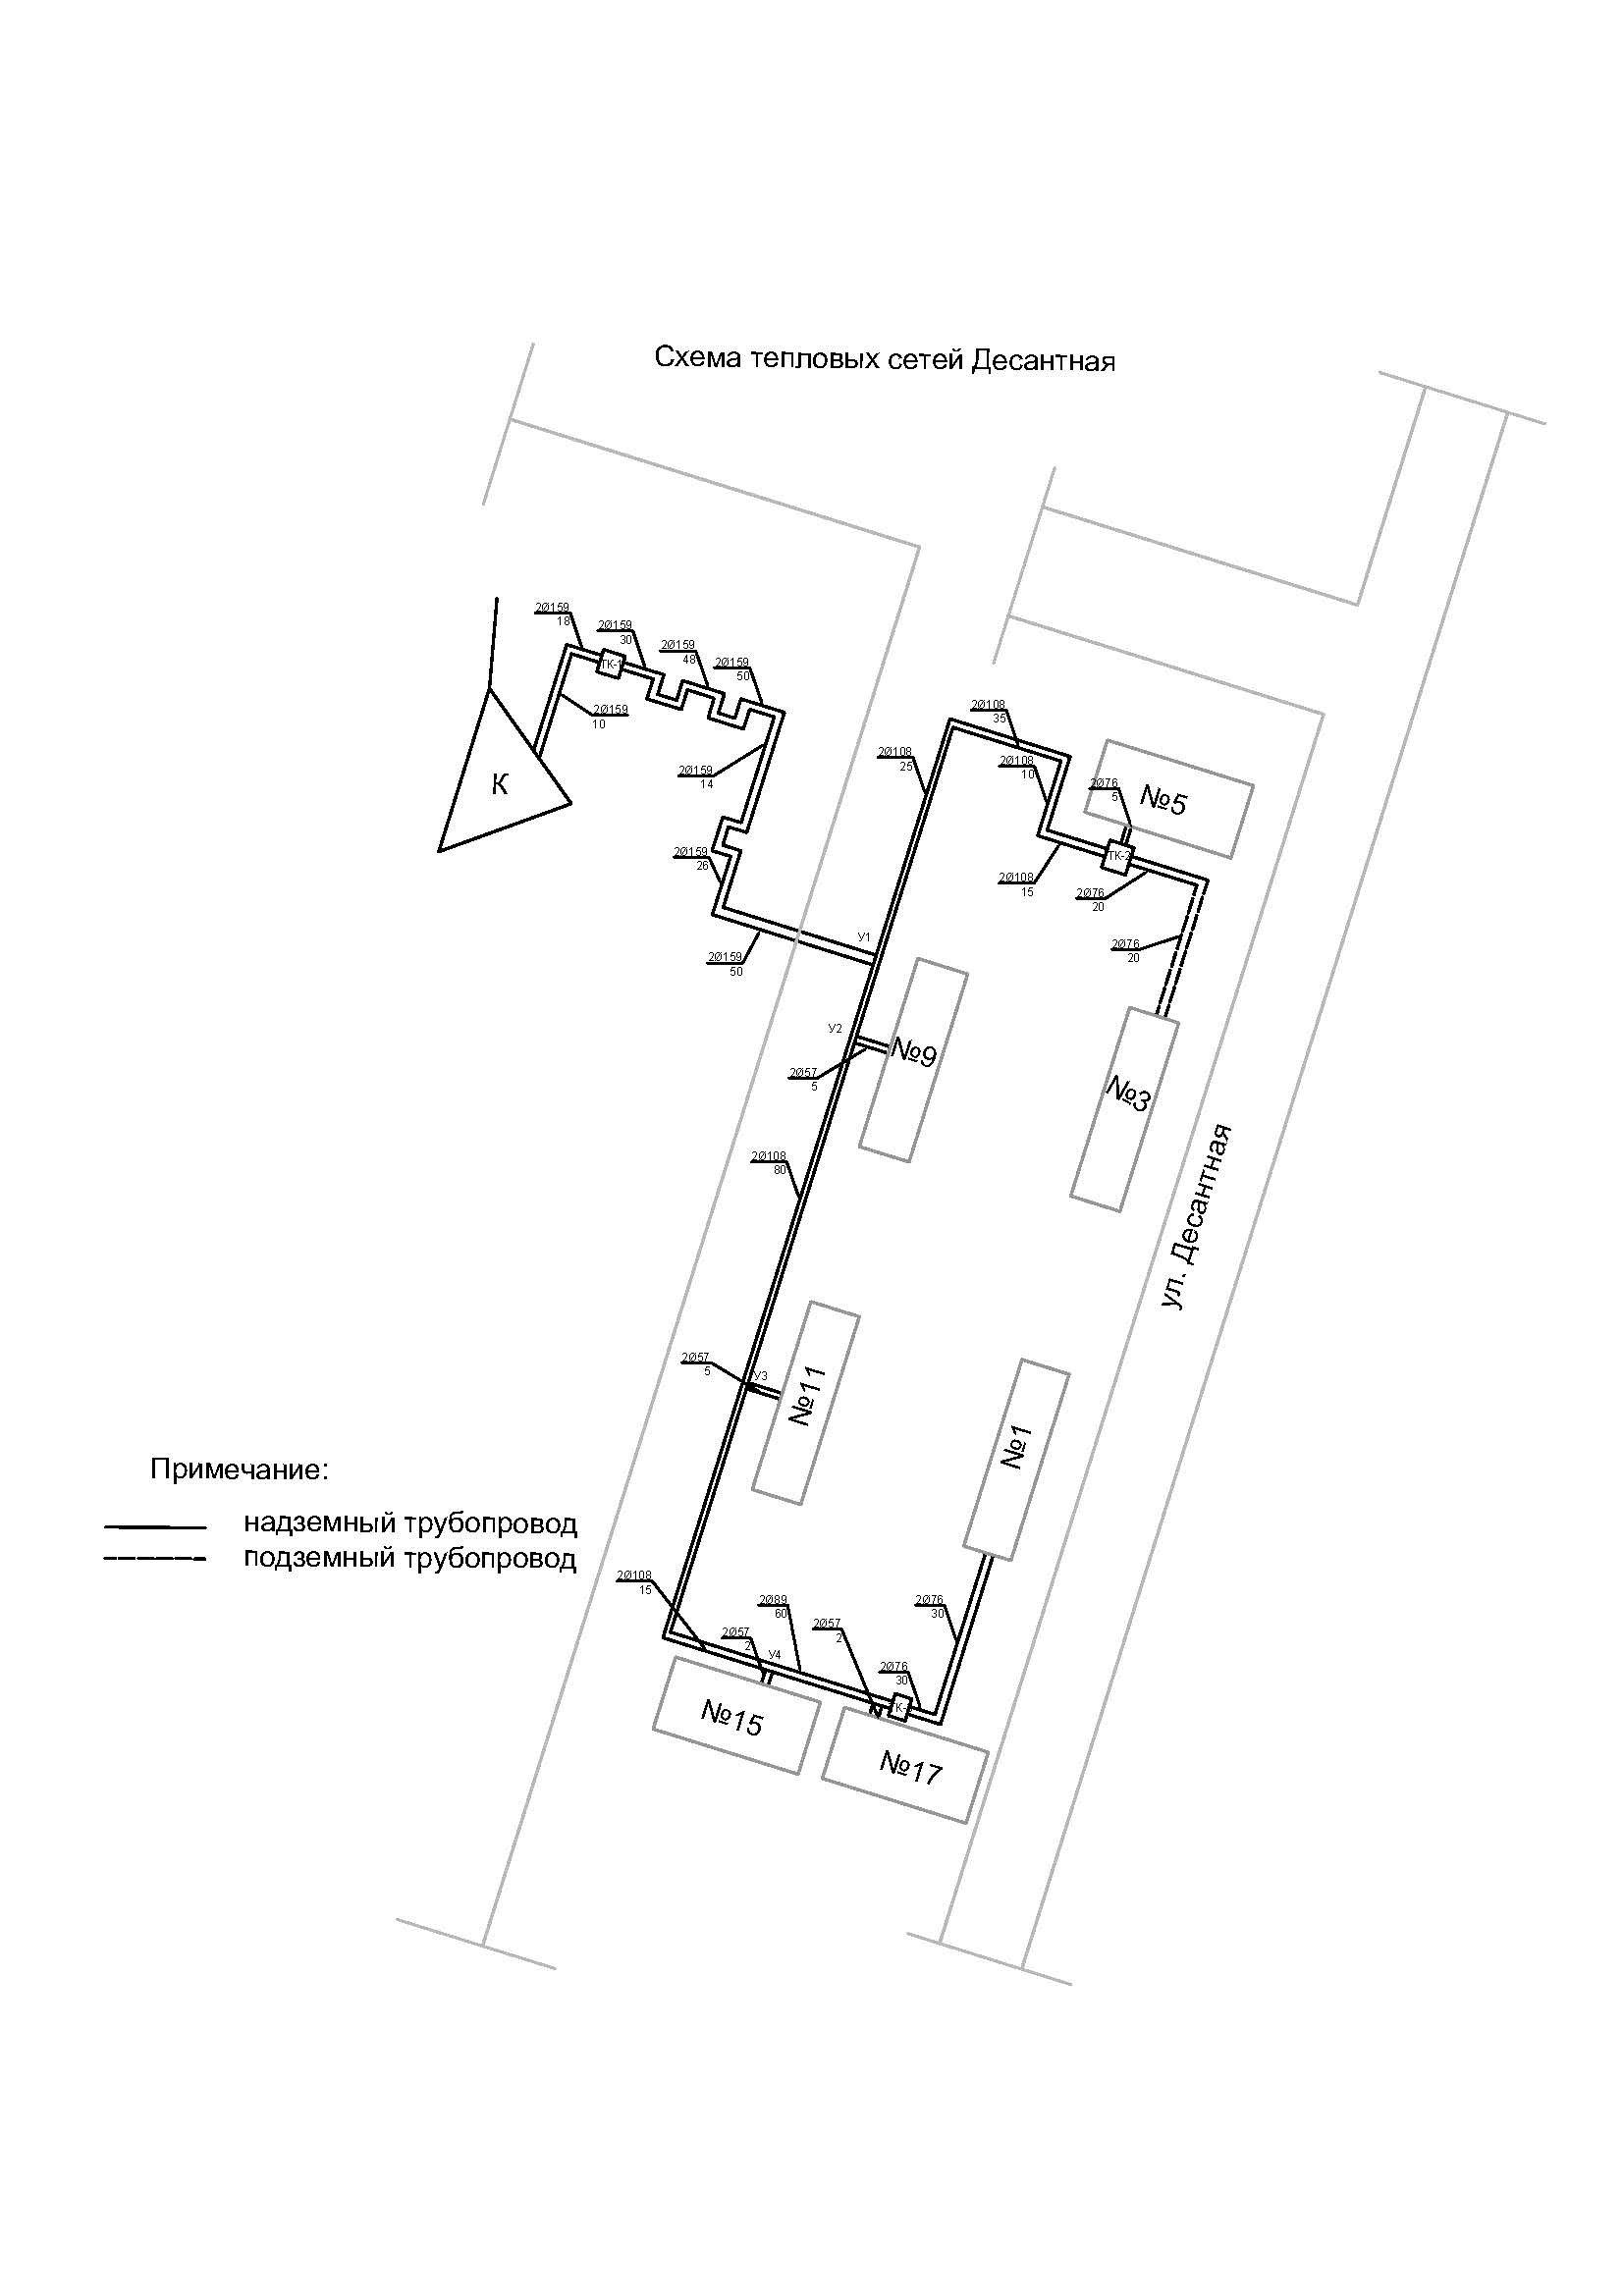 Схема тепловых сетей Десантная
2Ø159
18
2Ø159
30
2Ø159
48
2Ø159
50
ТК-1
2Ø159
10
К
2Ø159
14
2Ø159
26
2Ø159
50
У1
2Ø108
35
2Ø108
25
2Ø108
10
2Ø76
5
№5
ТК-2
2Ø108
15
2Ø76
20
2Ø76
20
У2
№9
2Ø57
5
№3
2Ø108
80
ул. Десантная
2Ø57
5
У3
№11
№1
Примечание:
надземный трубопровод
подземный трубопровод
2Ø108
15
2Ø89
60
2Ø57
2
2Ø57
2
2Ø76
30
У4
2Ø76
30
№15
№17